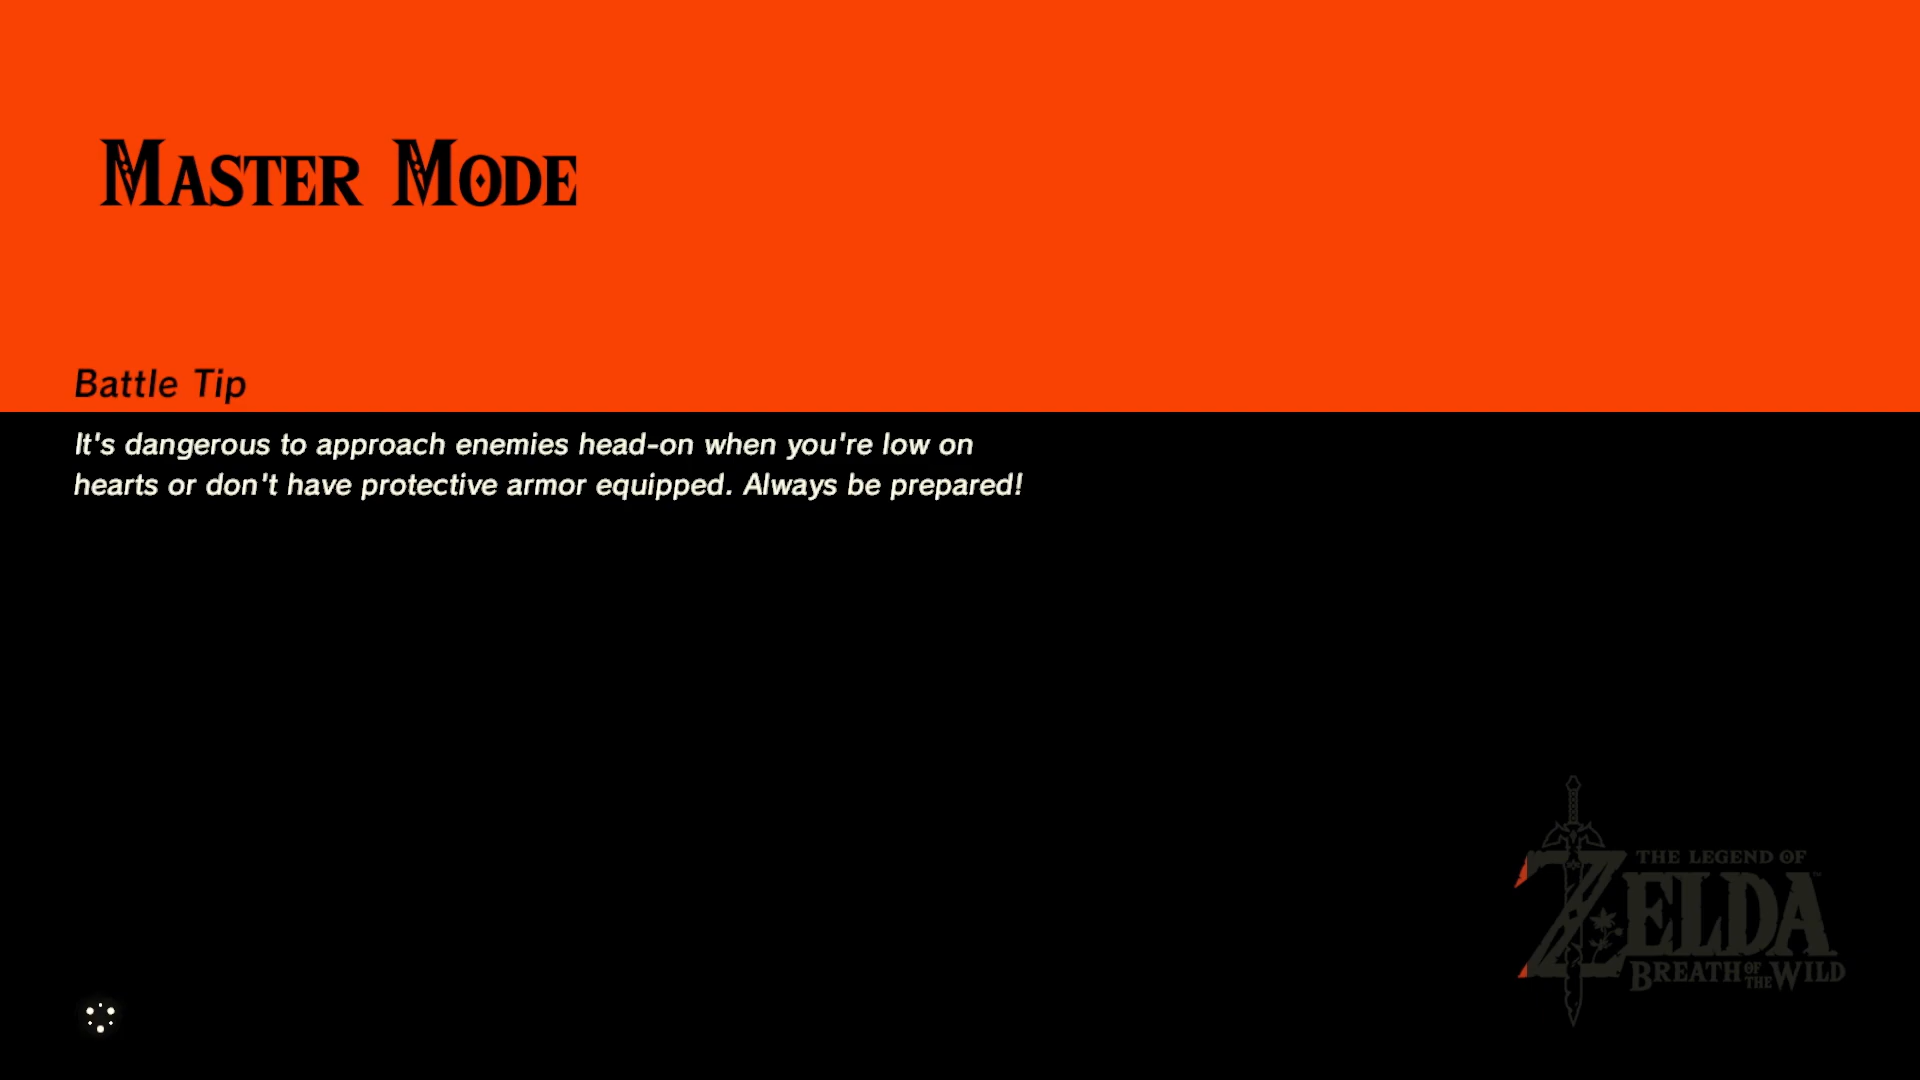 MASTER MODE
Battle Tip
It's dangerous to approach enemies head-on when you're low on
hearts or don't have protective armor equipped. Always be prepared!
THE LEGEND OF
ZELDA™
BREATH OF THE WILD